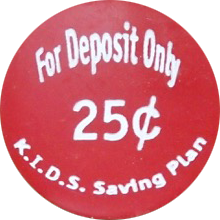 For Deposit Only
25¢
K.I.D.S. Saving Plan